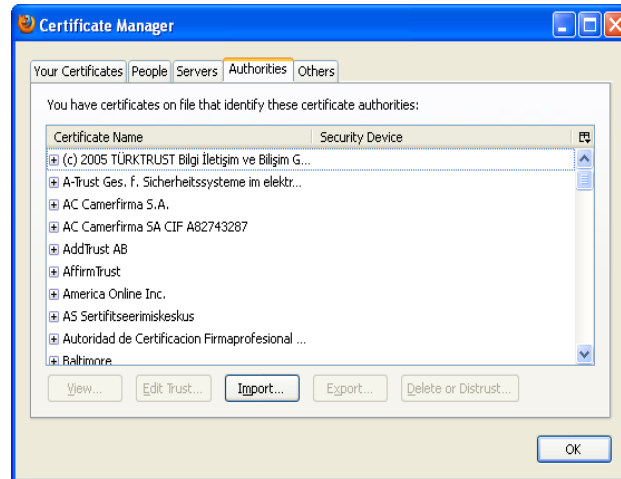 Certificate Manager
Your Certificates People Servers Authorities Others
You have certificates on file that identify these certificate authorities:
Certificate Name Security Device
(c) 2005 TÜRKTRUST Bilgi İletişim ve Bilişim G...
A-Trust Ges. f. Sicherheitssysteme im elektr...
AC Camerfirma S.A.
AC Camerfirma SA CIF A82743287
AddTrust AB
AffirmTrust
America Online Inc.
AS Sertifitseerimiskeskus
Autoridad de Certificacion Firmaprofesional ...
Baltimore
View... Edit Trust... Import... Export... Delete or Distrust...
OK